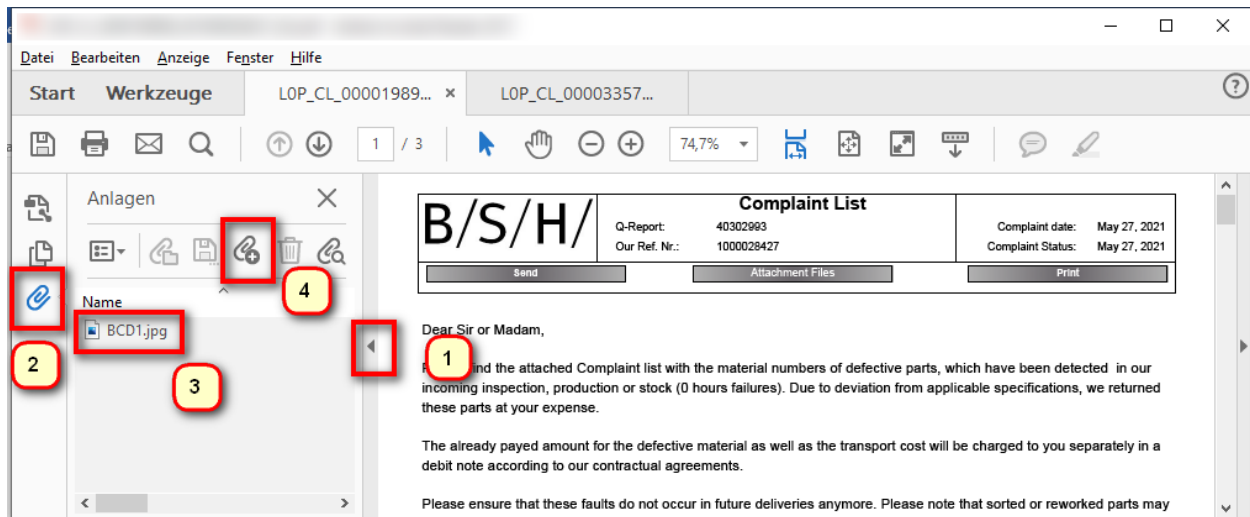 Datei Bearbeiten Anzeige Fenster Hilfe
Start Werkzeuge L0P_CL_00001989... × L0P_CL_00003357...
1 / 3 74,7%
Anlagen
B/S/H/
Complaint List
Q-Report: 40302993
Our Ref. Nr.: 1000028427
Complaint date: May 27, 2021
Complaint Status: May 27, 2021
Send Attachment Files Print
4
Name
BCD1.jpg
2
3
1
Dear Sir or Madam,
find the attached Complaint list with the material numbers of defective parts, which have been detected in our
incoming inspection, production or stock (0 hours failures). Due to deviation from applicable specifications, we returned
these parts at your expense.
The already payed amount for the defective material as well as the transport cost will be charged to you separately in a
debit note according to our contractual agreements.
Please ensure that these faults do not occur in future deliveries anymore. Please note that sorted or reworked parts may